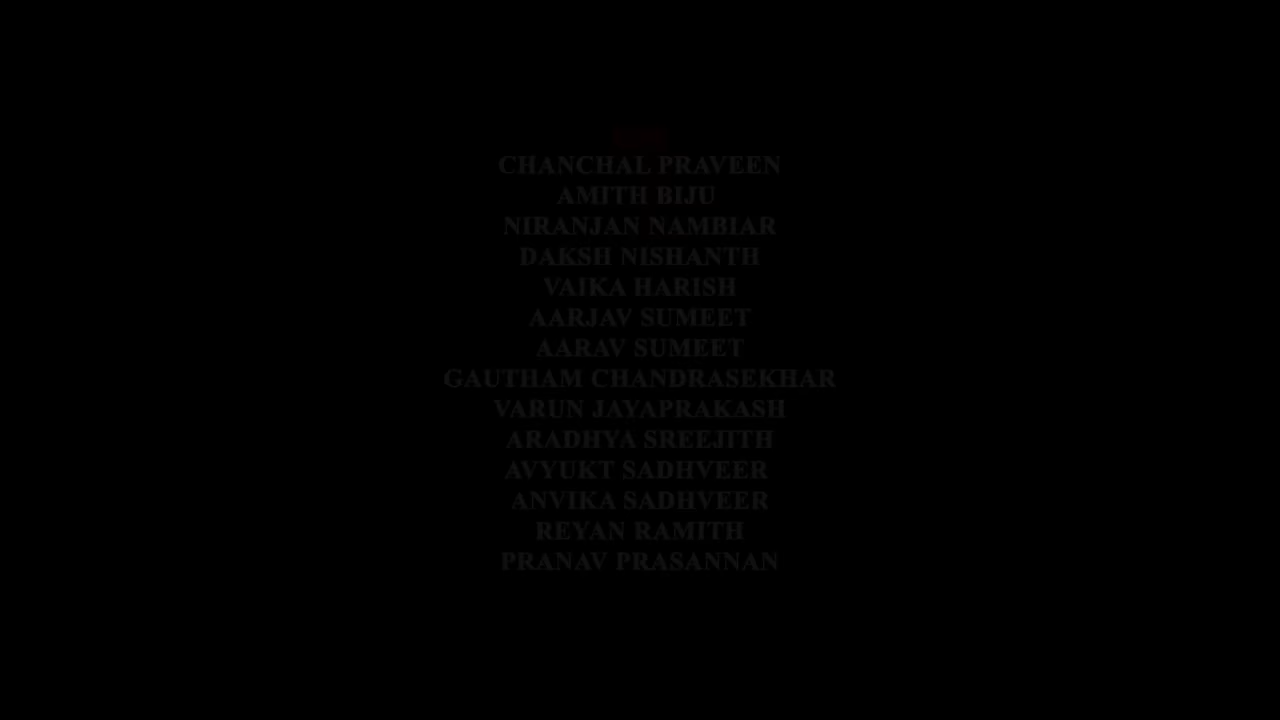 CHANCHAL PRAVEEN
AMITH BIJU
NIRANJAN NAMBIAR
DAKSH NISHANTH
VAIKA HARISH
AARJAV SUMEET
AARAV SUMEET
GAUTHAM CHANDRASEKHAR
VARUN JAYAPRAKASH
ARADHYA SREEJITH
AVYUKT SADHVEER
ANVIKA SADHVEER
REYAN RAMITH
PRANAV PRASANNAN